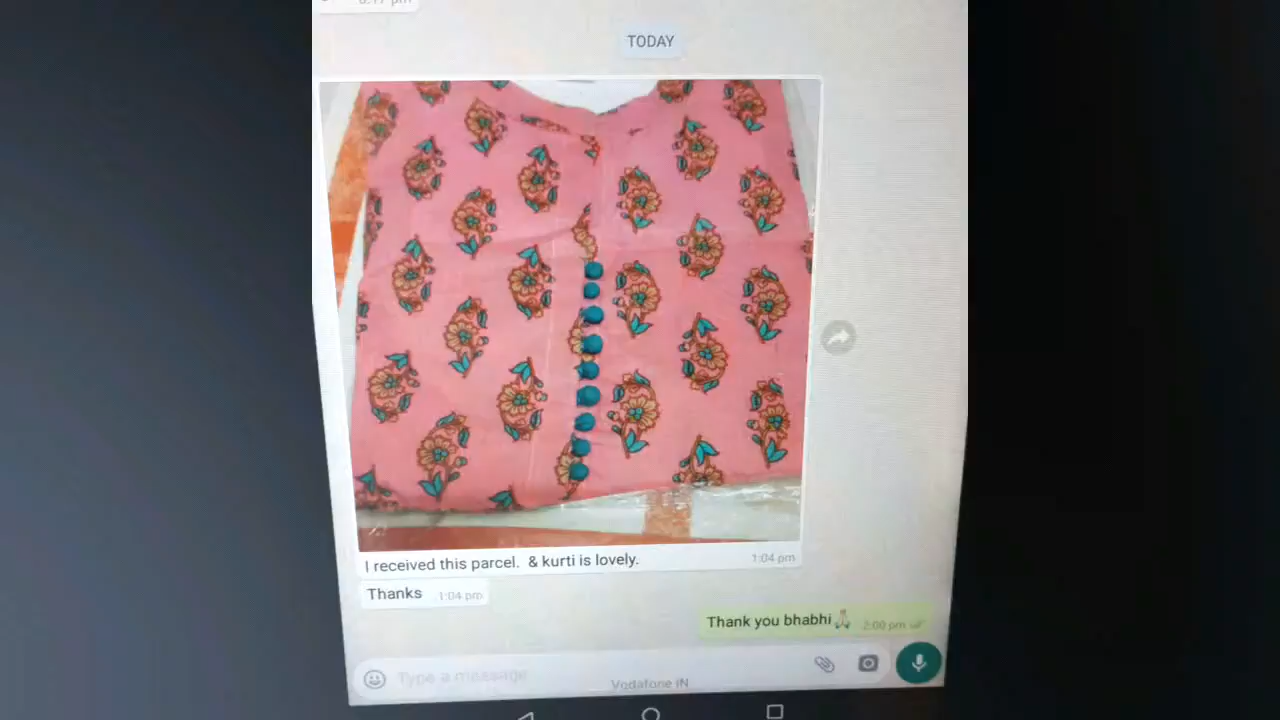 TODAY
I received this parcel. & kurti is lovely.
1:04 pm
Thanks
1:04 pm
Thank you bhabhi🙏🏻
2:00 pm
Type a message
Vodafone IN